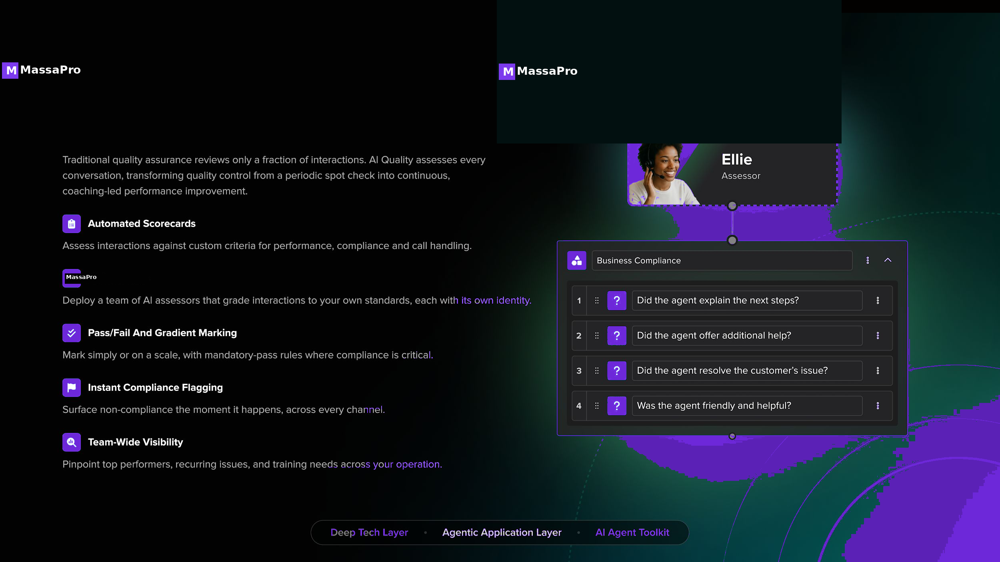 M MassaPro
M MassaPro
Traditional quality assurance reviews only a fraction of interactions. AI Quality assesses every
conversation, transforming quality control from a periodic spot check into continuous,
coaching-led performance improvement.
Automated Scorecards
Assess interactions against custom criteria for performance, compliance and call handling.
MassaPro
Deploy a team of AI assessors that grade interactions to your own standards, each with its own identity.
Pass/Fail And Gradient Marking
Mark simply or on a scale, with mandatory-pass rules where compliance is critical.
Instant Compliance Flagging
Surface non-compliance the moment it happens, across every channel.
Team-Wide Visibility
Pinpoint top performers, recurring issues, and training needs across your operation.
Ellie
Assessor
Business Compliance
1 ? Did the agent explain the next steps?
2 ? Did the agent offer additional help?
3 ? Did the agent resolve the customer’s issue?
4 ? Was the agent friendly and helpful?
Deep Tech Layer • Agentic Application Layer • AI Agent Toolkit